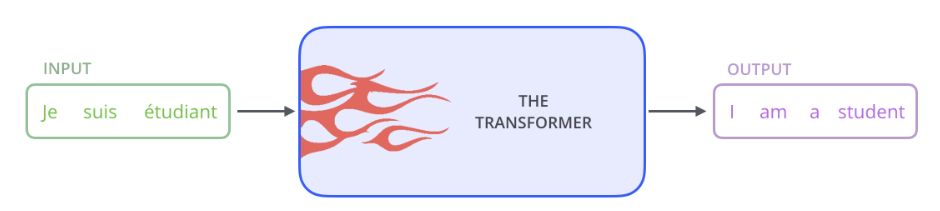 INPUT
Je suis étudiant
THE
TRANSFORMER
OUTPUT
I am a student